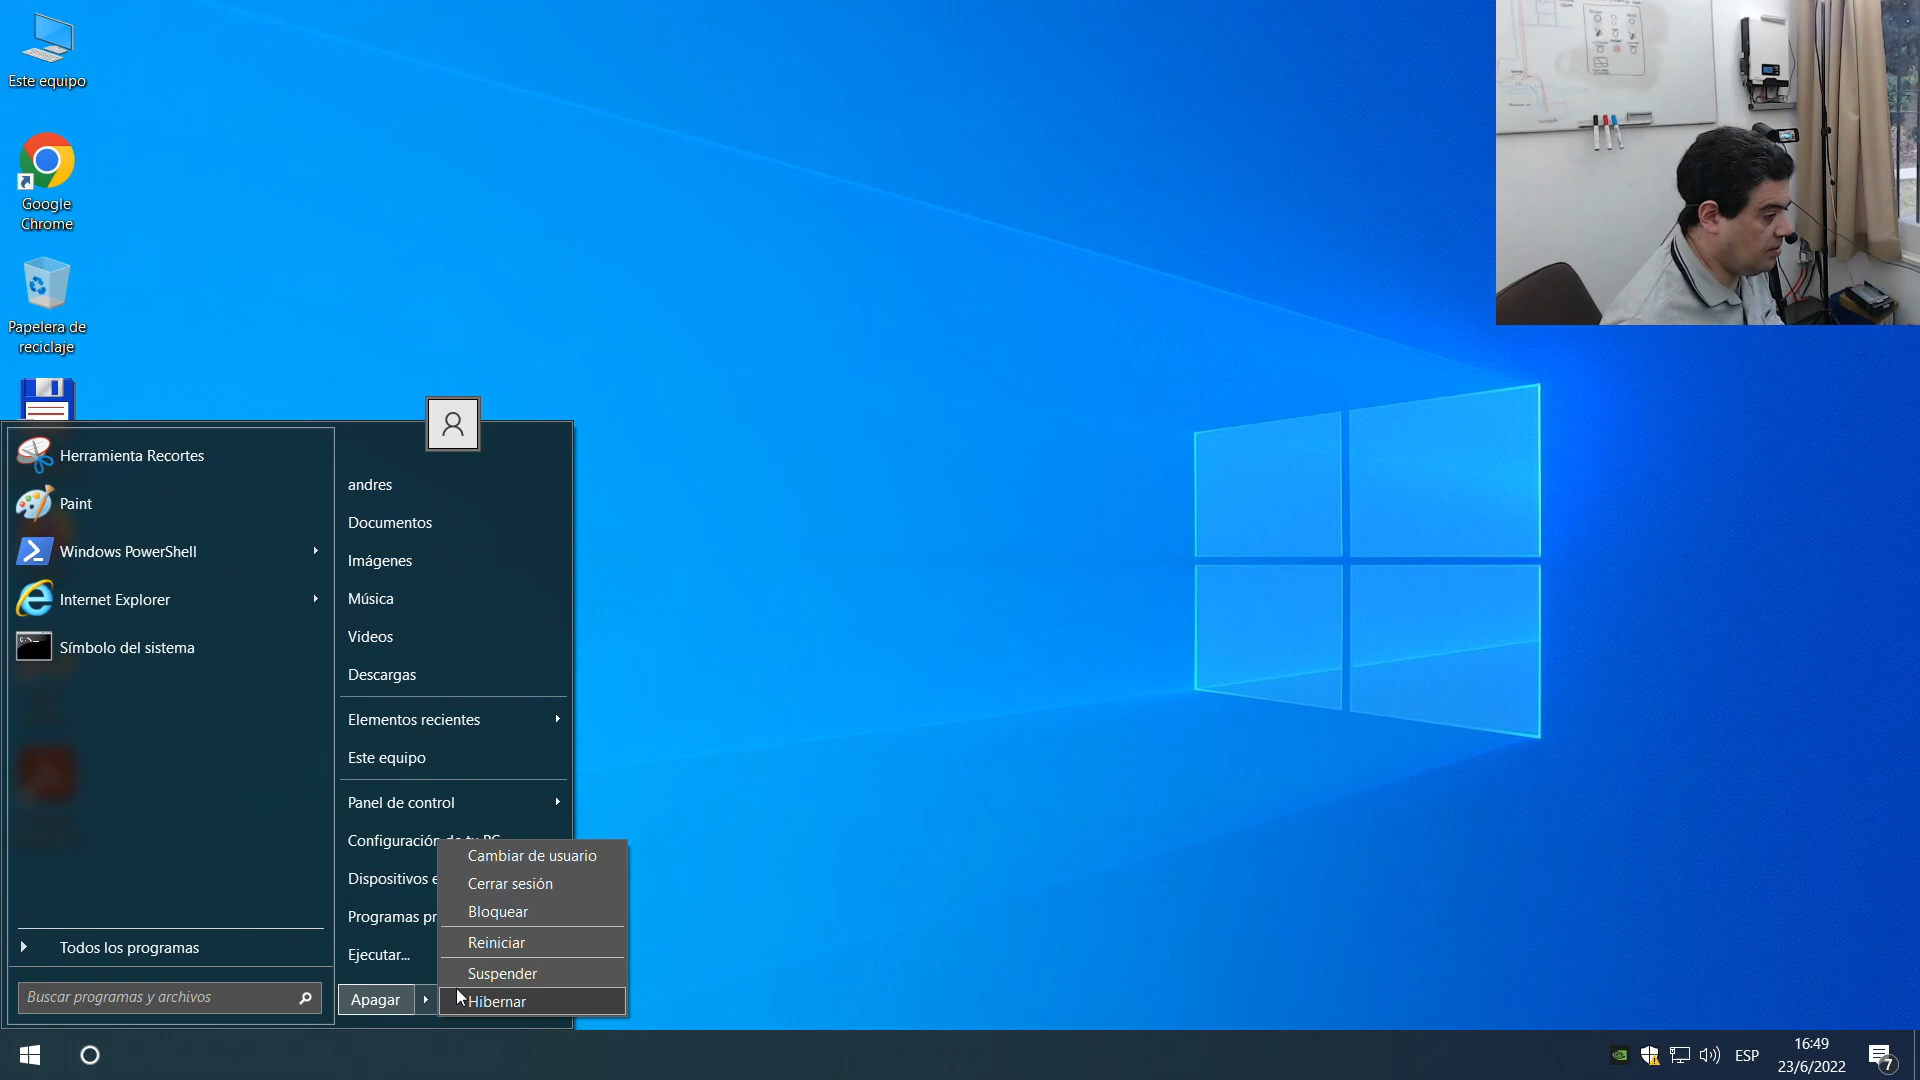 Este equipo
Google
Chrome
Papelera de
reciclaje
Herramienta Recortes
Paint
Windows PowerShell
Internet Explorer
Símbolo del sistema
Todos los programas
Buscar programas y archivos
andres
Documentos
Imágenes
Música
Videos
Descargas
Elementos recientes
Este equipo
Panel de control
Configuración de tu PC
Dispositivos e
Programas pr
Ejecutar...
Apagar
Cambiar de usuario
Cerrar sesión
Bloquear
Reiniciar
Suspender
Hibernar
ESP
16:49
23/6/2022
7